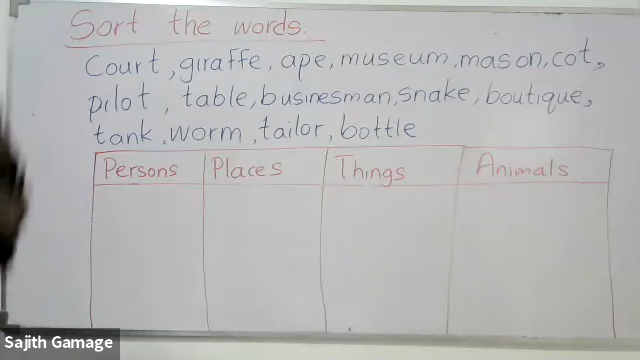 Sort the words.
Court, giraffe, ape, museum, mason, cot,
pilot, table, businesman, snake, boutique,
tank, worm, tailor, bottle
Persons Places Things Animals
Sajith Gamage